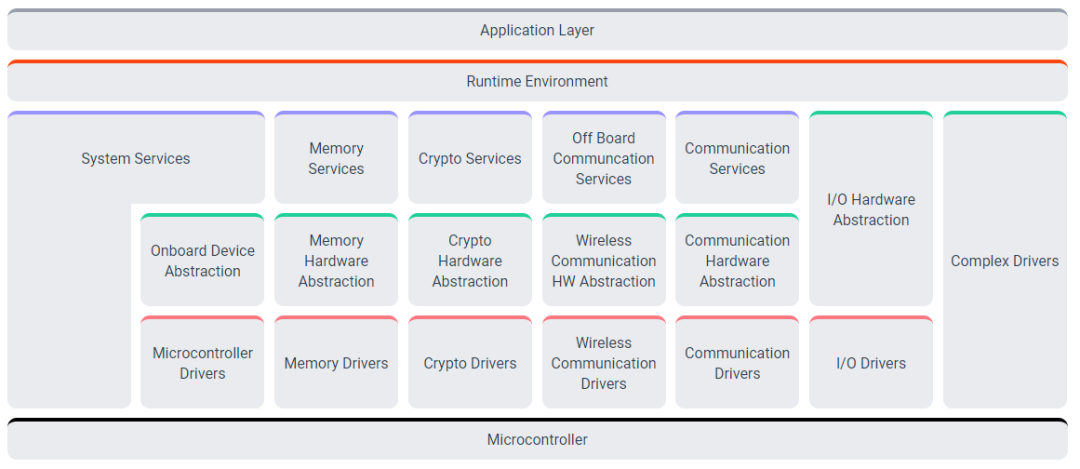 Application Layer
Runtime Environment
System Services
Memory
Services
Crypto Services
Off Board
Communcation
Services
Communication
Services
I/O Hardware
Abstraction
Complex Drivers
Onboard Device
Abstraction
Memory
Hardware
Abstraction
Crypto
Hardware
Abstraction
Wireless
Communication
HW Abstraction
Communication
Hardware
Abstraction
Microcontroller
Drivers
Memory Drivers
Crypto Drivers
Wireless
Communication
Drivers
Communication
Drivers
I/O Drivers
Microcontroller